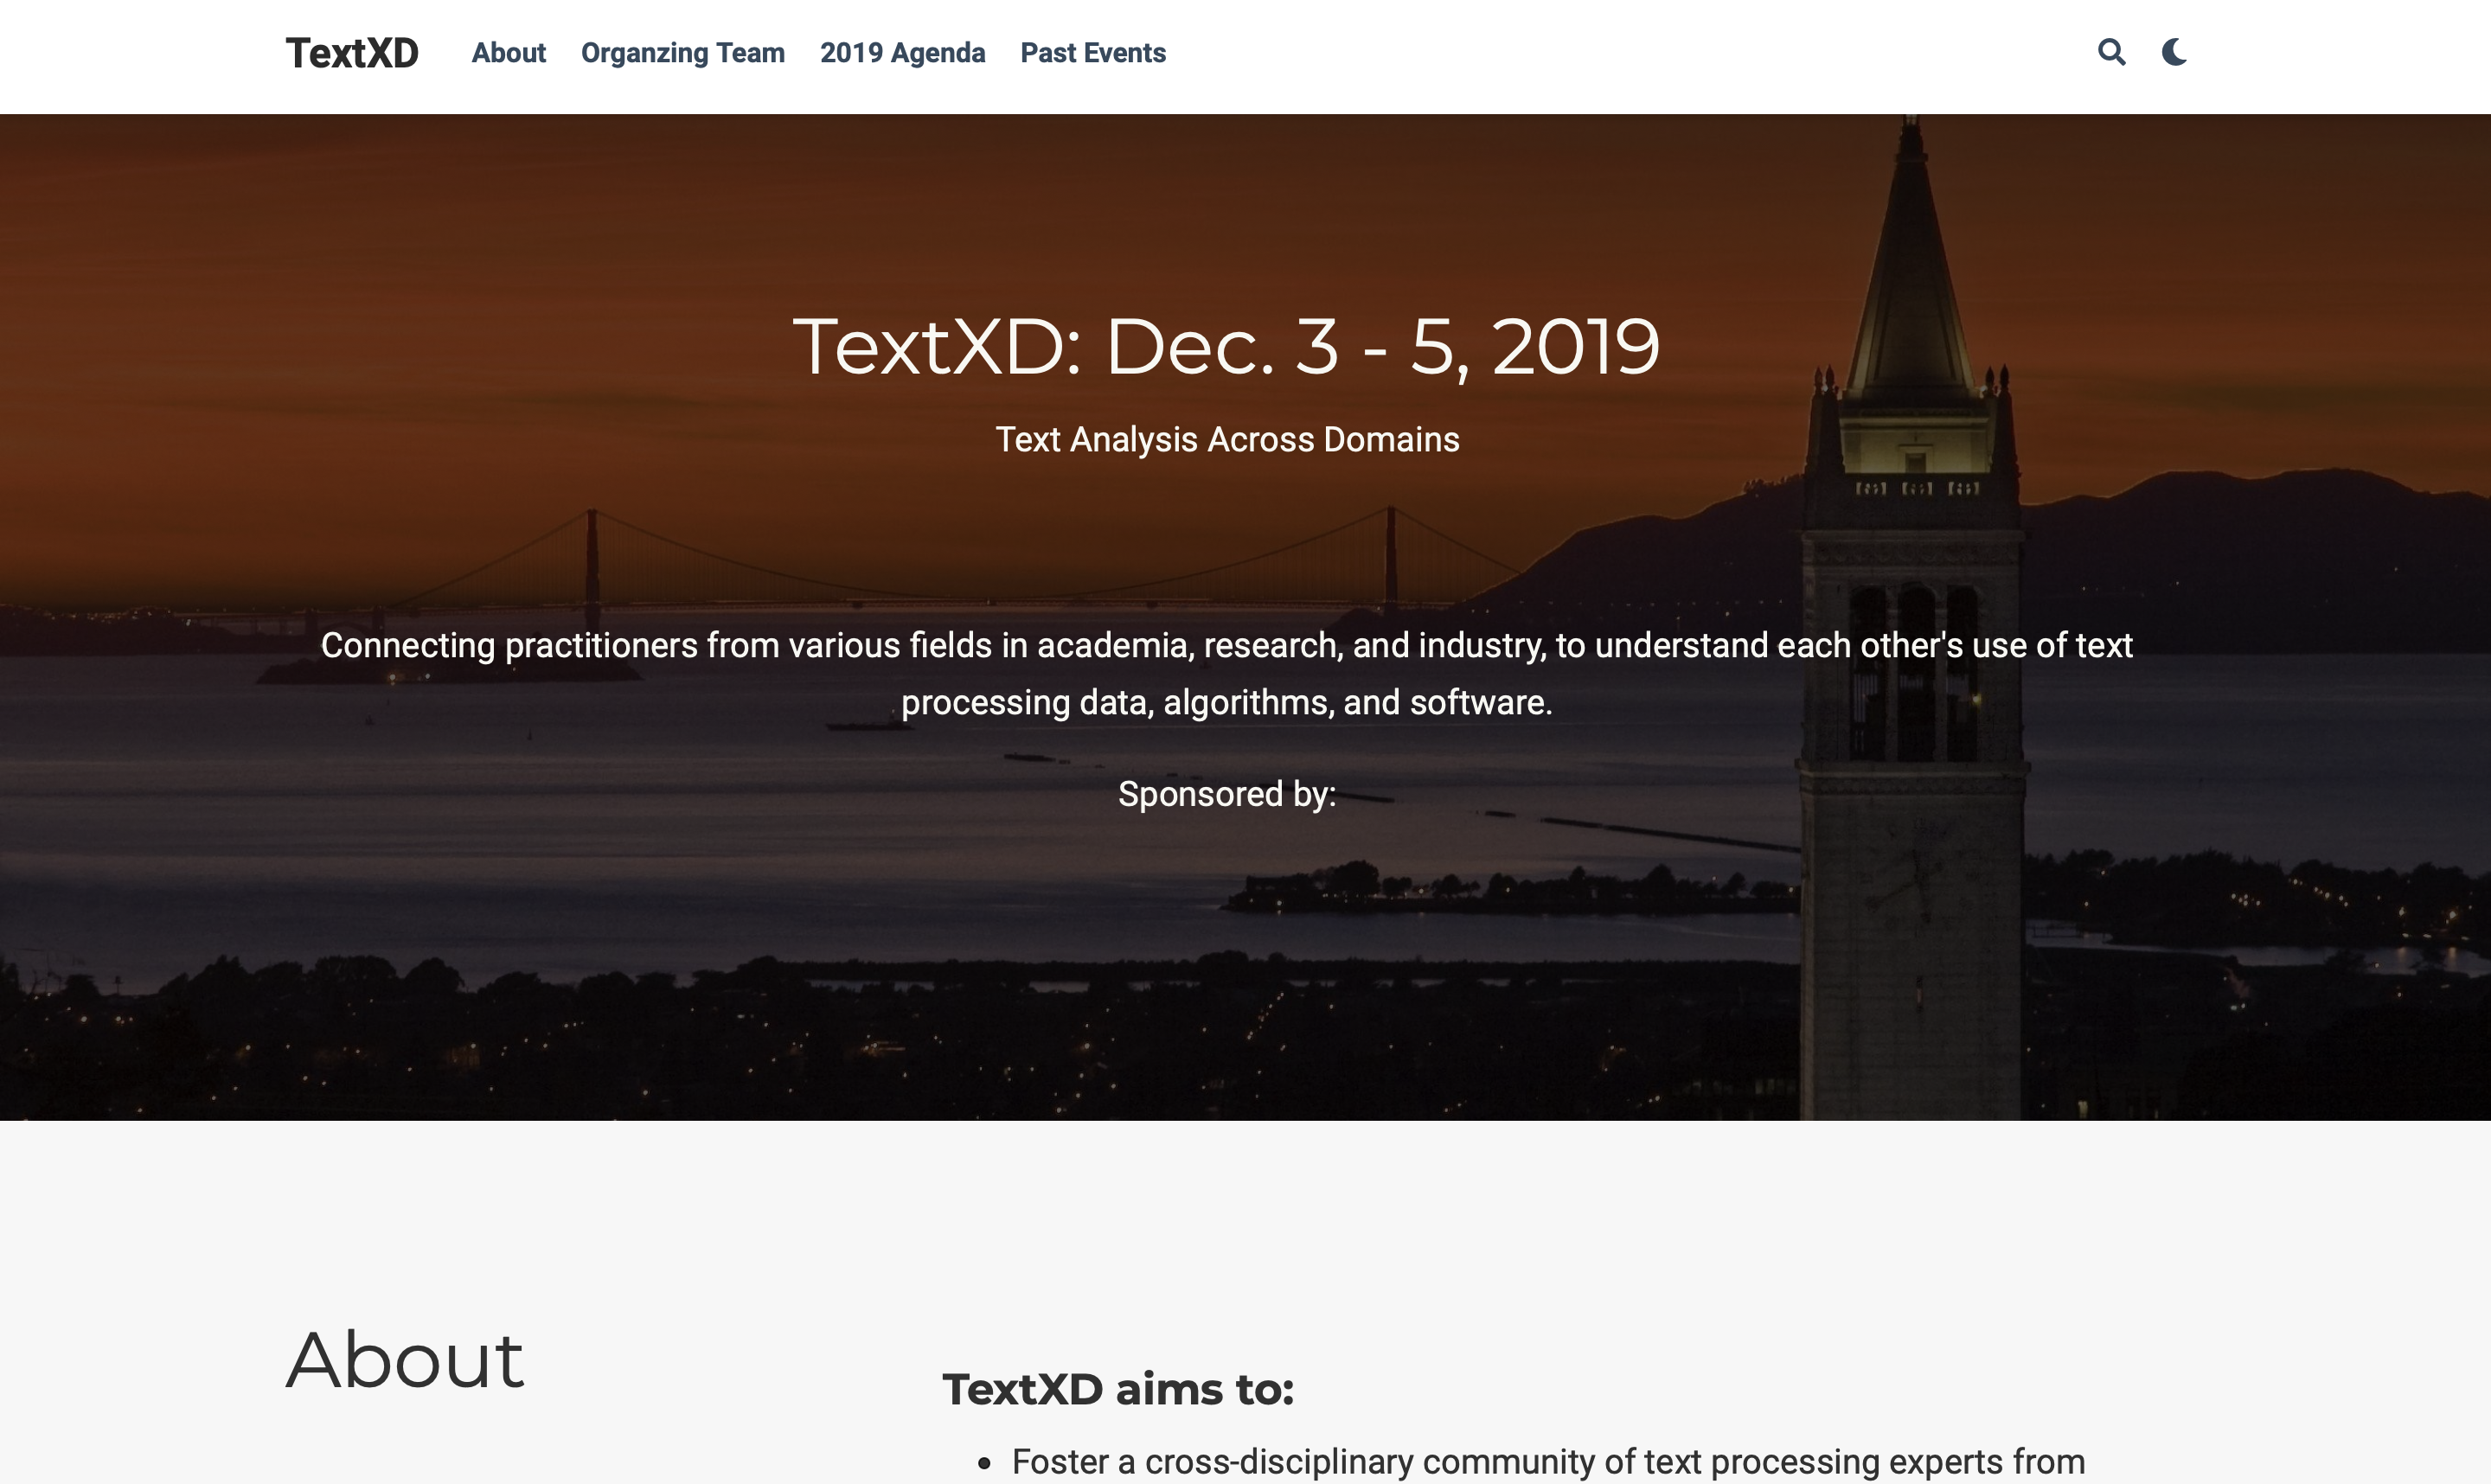 TextXD About Organzing Team 2019 Agenda Past Events
TextXD: Dec. 3 - 5, 2019
Text Analysis Across Domains
Connecting practitioners from various fields in academia, research, and industry, to understand each other's use of text
processing data, algorithms, and software.
Sponsored by:
About
TextXD aims to:
• Foster a cross-disciplinary community of text processing experts from